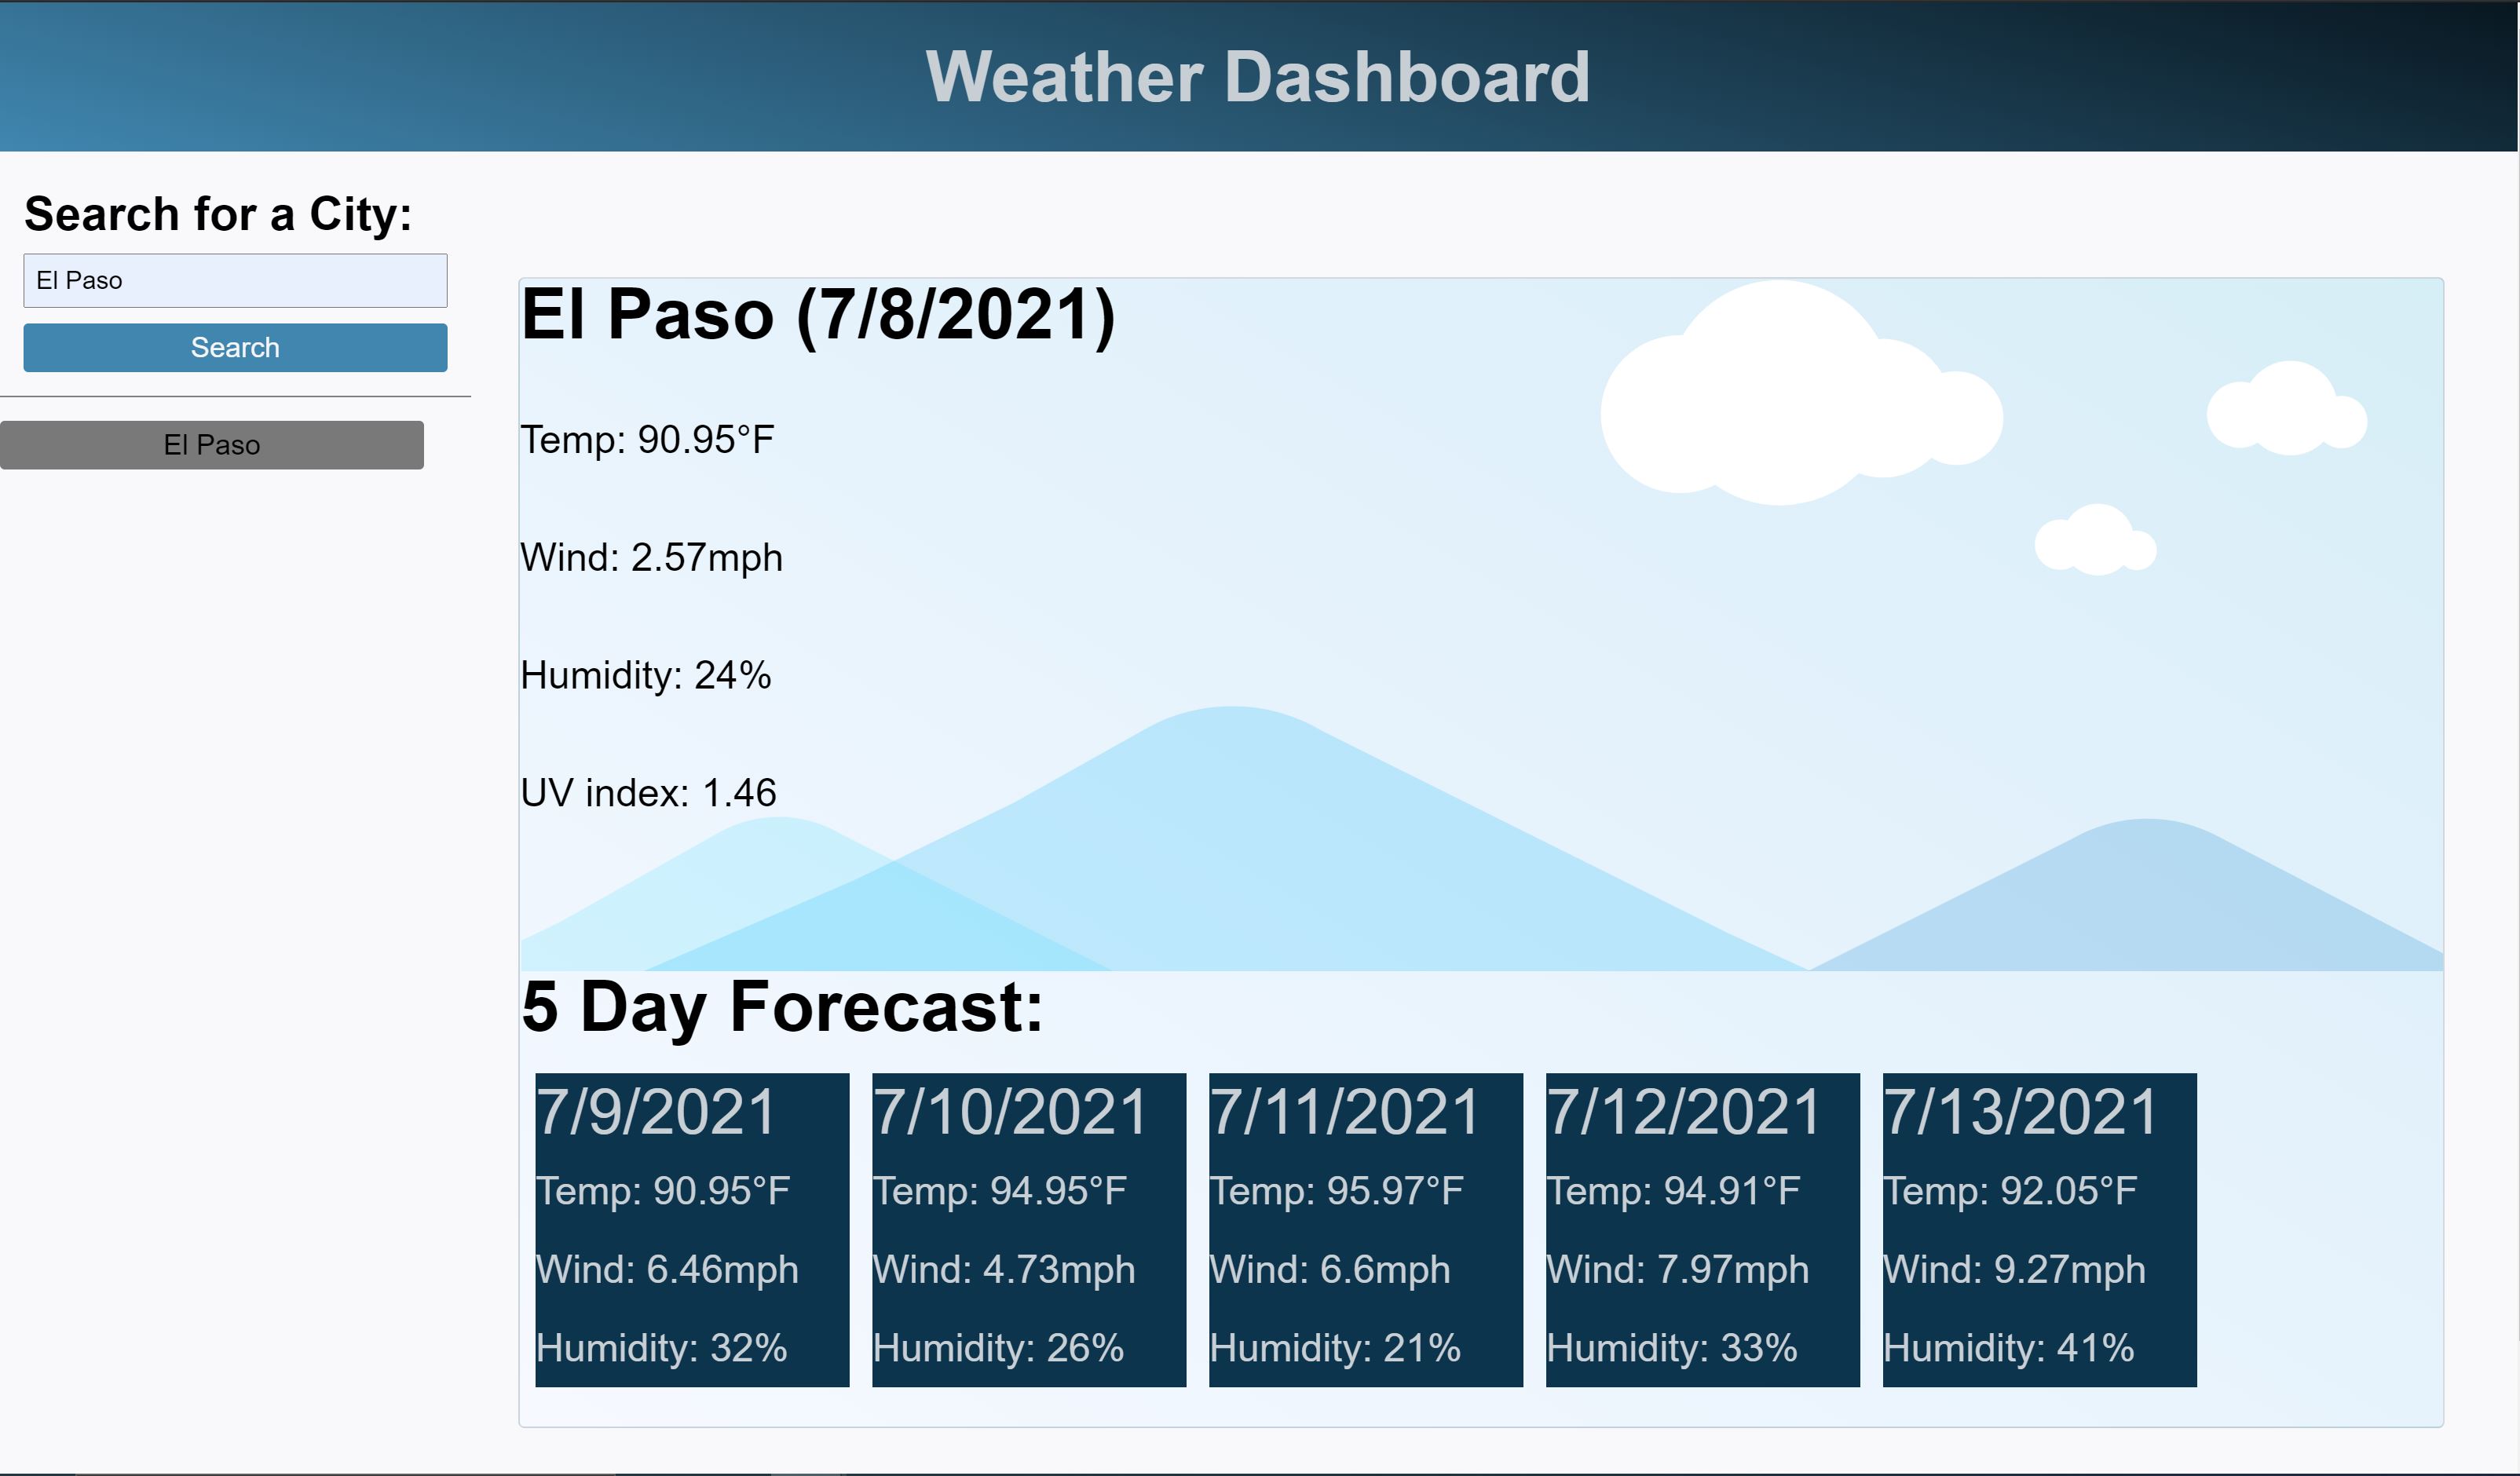 Weather Dashboard
Search for a City:
El Paso
Search
El Paso
El Paso (7/8/2021)
Temp: 90.95°F
Wind: 2.57mph
Humidity: 24%
UV index: 1.46
5 Day Forecast:
7/9/2021
Temp: 90.95°F
Wind: 6.46mph
Humidity: 32%
7/10/2021
Temp: 94.95°F
Wind: 4.73mph
Humidity: 26%
7/11/2021
Temp: 95.97°F
Wind: 6.6mph
Humidity: 21%
7/12/2021
Temp: 94.91°F
Wind: 7.97mph
Humidity: 33%
7/13/2021
Temp: 92.05°F
Wind: 9.27mph
Humidity: 41%